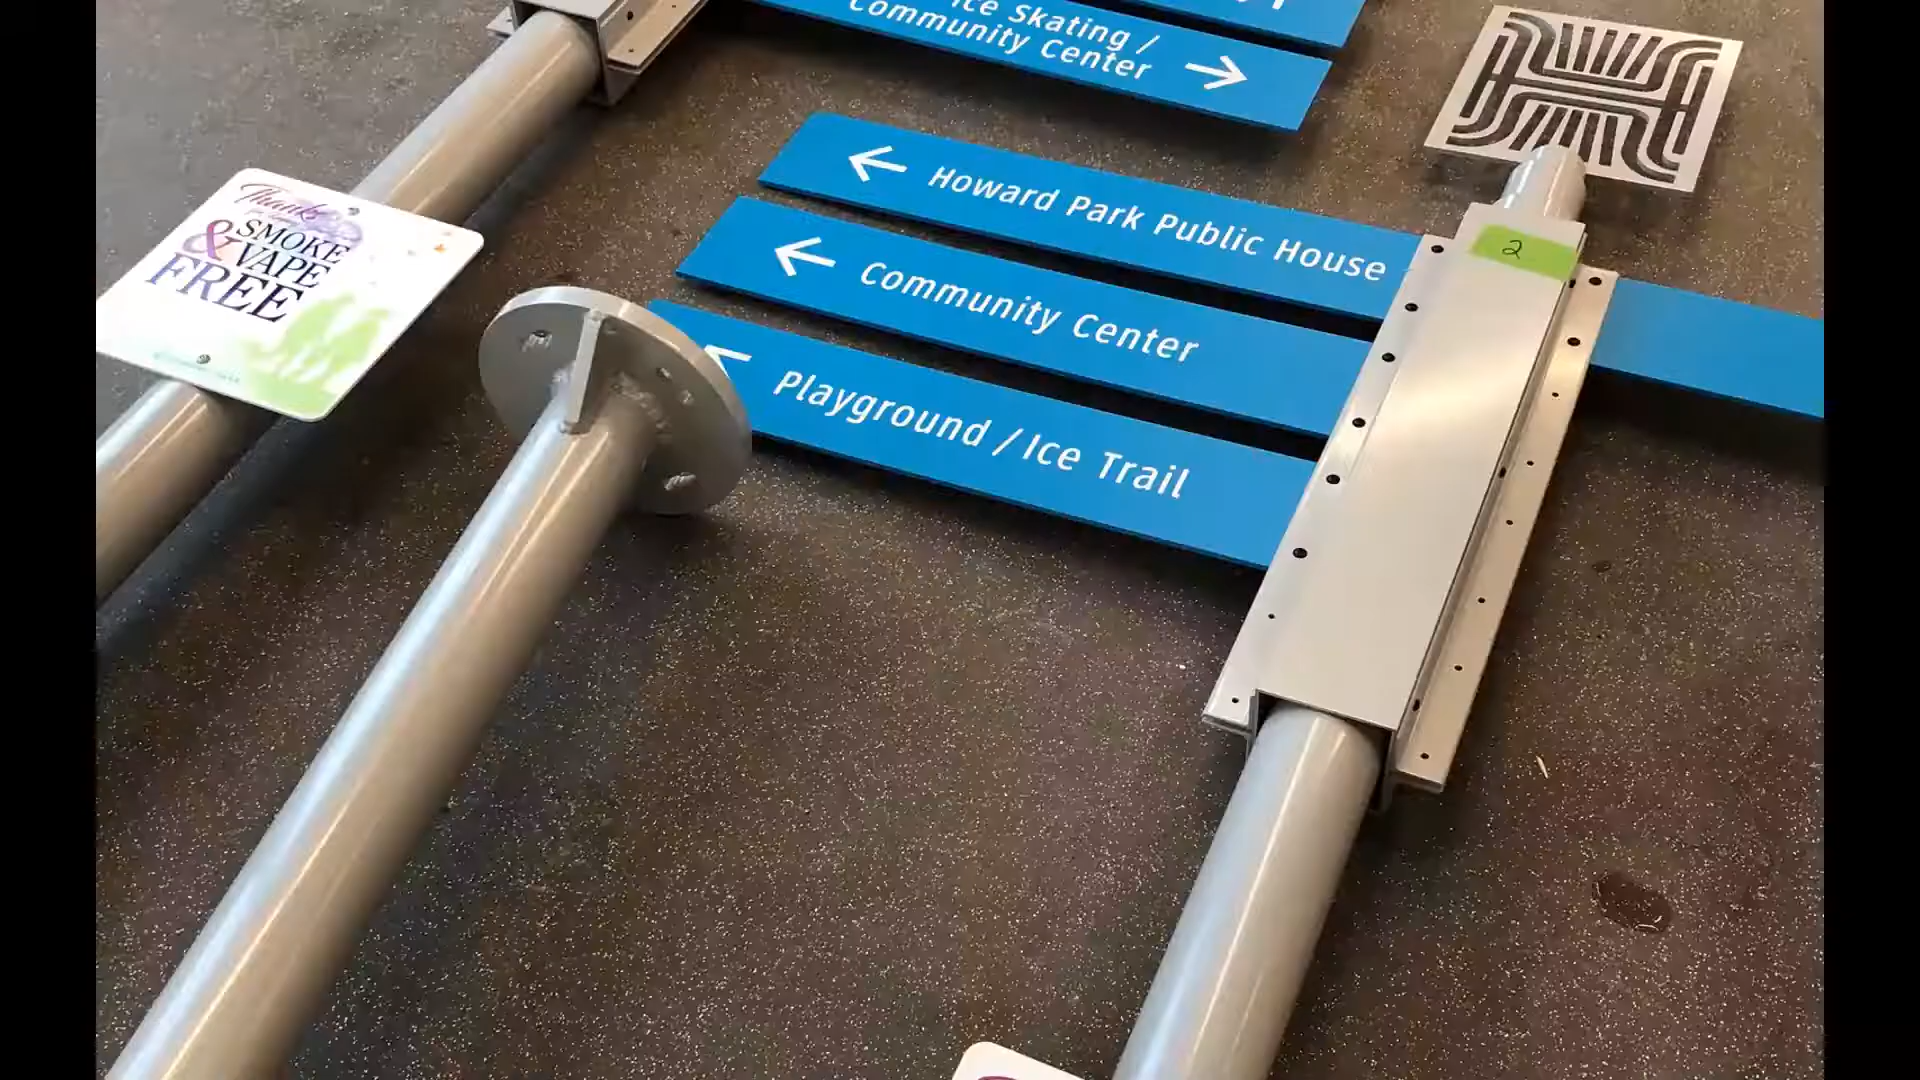 Ice Skating /
Community Center →
← Howard Park Public House
2
← Community Center
← Playground / Ice Trail
Thanks
SMOKE
& VAPE
FREE